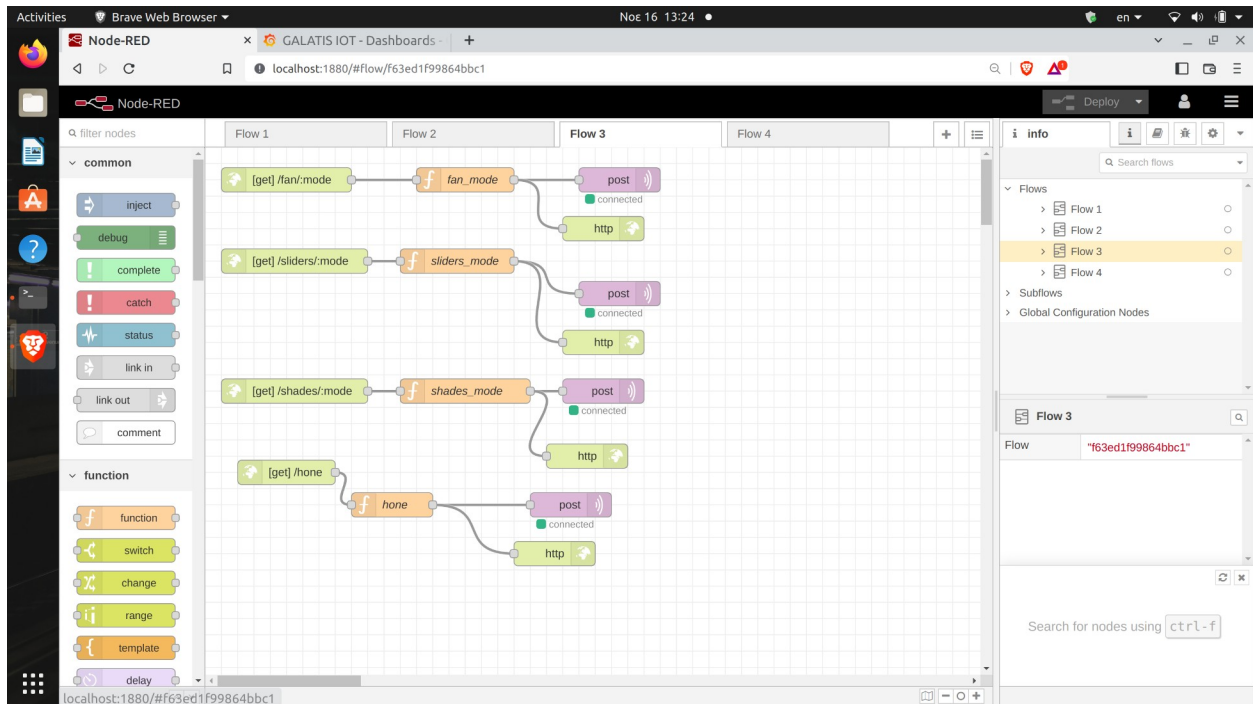 Activities
Brave Web Browser
Νοε 16 13:24
en
Node-RED
GALATIS IOT - Dashboards -
localhost:1880/#flow/f63ed1f99864bbc1
Node-RED
Deploy
filter nodes
common
inject
debug
complete
catch
status
link in
link out
comment
function
function
switch
change
range
template
delay
Flow 1
Flow 2
Flow 3
Flow 4
[get] /fan/:mode
fan_mode
post
connected
http
[get] /sliders/:mode
sliders_mode
post
connected
http
[get] /shades/:mode
shades_mode
post
connected
http
[get] /hone
hone
post
connected
http
i info
Search flows
Flows
Flow 1
Flow 2
Flow 3
Flow 4
Subflows
Global Configuration Nodes
Flow 3
Flow "f63ed1f99864bbc1"
Search for nodes using ctrl-f
localhost:1880/#f63ed1f99864bbc1